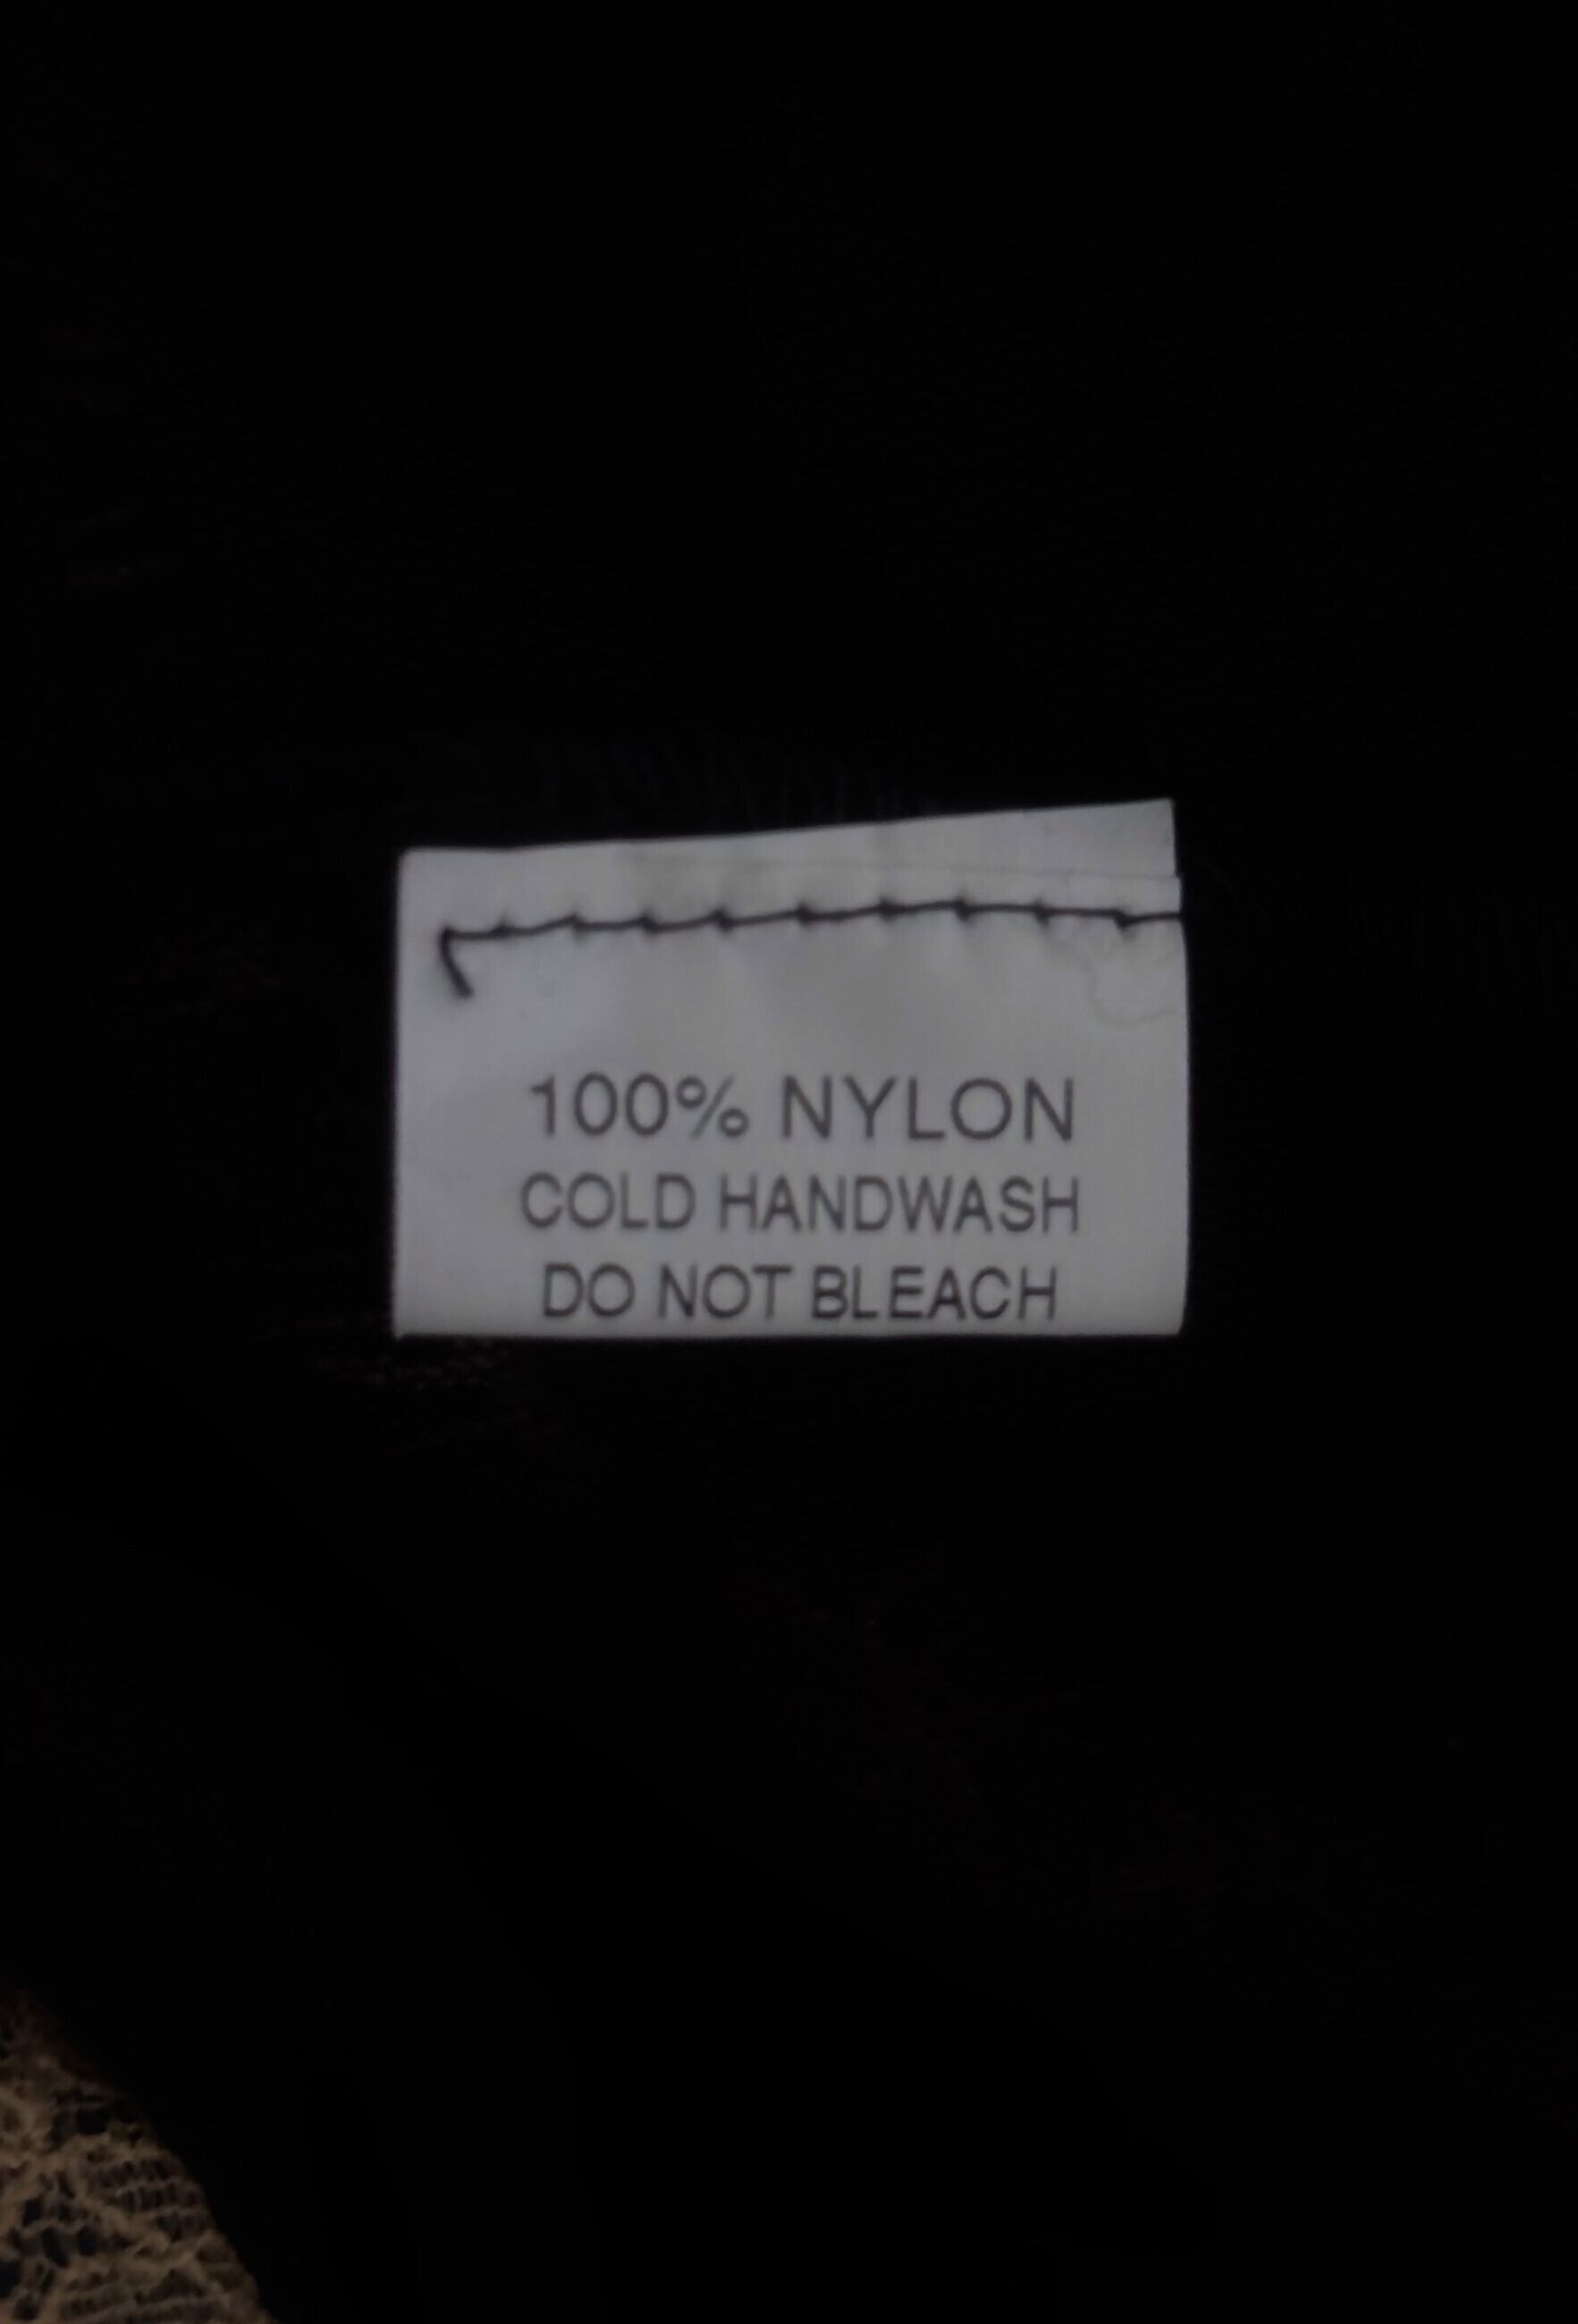 100% NYLON
COLD HANDWASH
DO NOT BLEACH